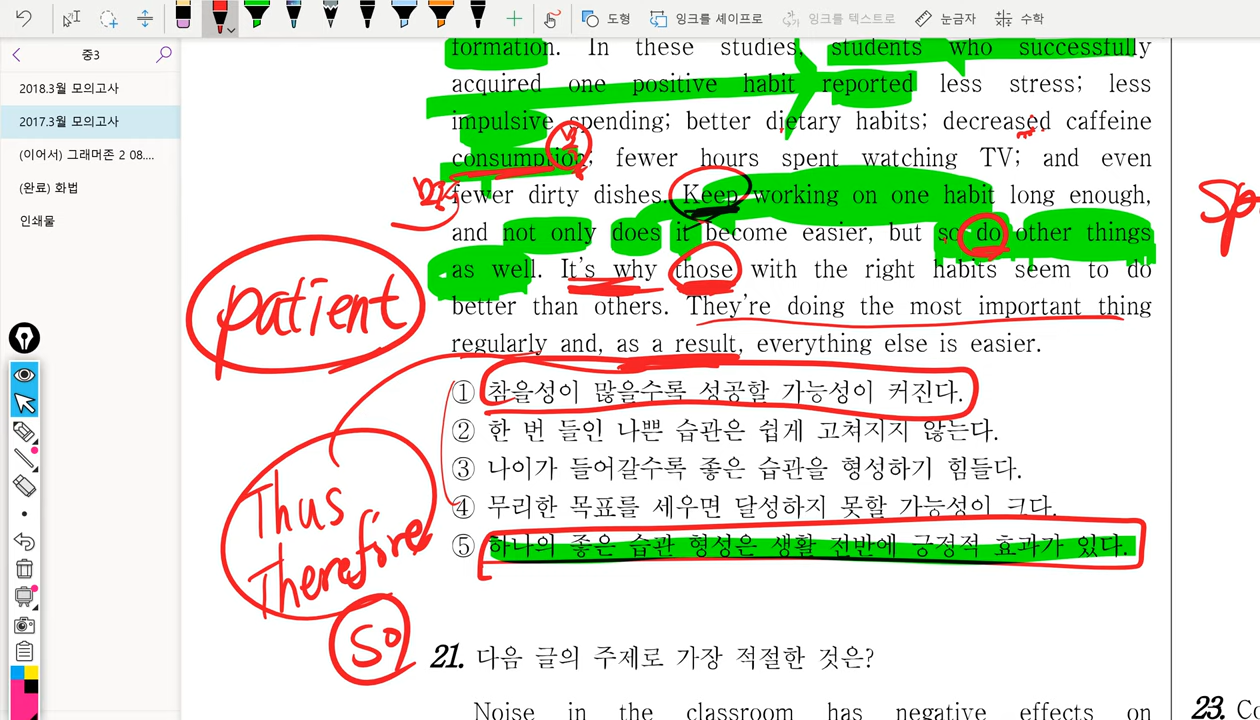 도형
잉크를 셰이프로
잉크를 텍스트로
눈금자
수학
중3
2018.3월 모의고사
2017.3월 모의고사
(이어서) 그래머존 2 08....
(완료) 화법
인쇄물
formation. In these studies, students who successfully
acquired one positive habit reported less stress; less
impulsive spending; better dietary habits; decreased caffeine
consumption; fewer hours spent watching TV; and even
fewer dirty dishes. Keep working on one habit long enough,
and not only does it become easier, but so do other things
as well. It's why those with the right habits seem to do
better than others. They're doing the most important thing
regularly and, as a result, everything else is easier.
① 참을성이 많을수록 성공할 가능성이 커진다.
② 한 번 들인 나쁜 습관은 쉽게 고쳐지지 않는다.
③ 나이가 들어갈수록 좋은 습관을 형성하기 힘들다.
④ 무리한 목표를 세우면 달성하지 못할 가능성이 크다.
⑤ 하나의 좋은 습관 형성은 생활 전반에 긍정적 효과가 있다.
patient
Thus
Therefore
so
sp
21. 다음 글의 주제로 가장 적절한 것은?
Noise in the classroom has negative effects on
23. Co